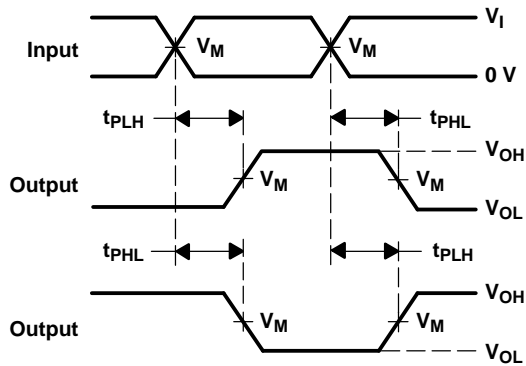 V_I
Input V_M V_M
0 V
t_PLH t_PHL
V_OH
Output V_M V_M
V_OL
t_PHL t_PLH
V_OH
Output V_M V_M
V_OL